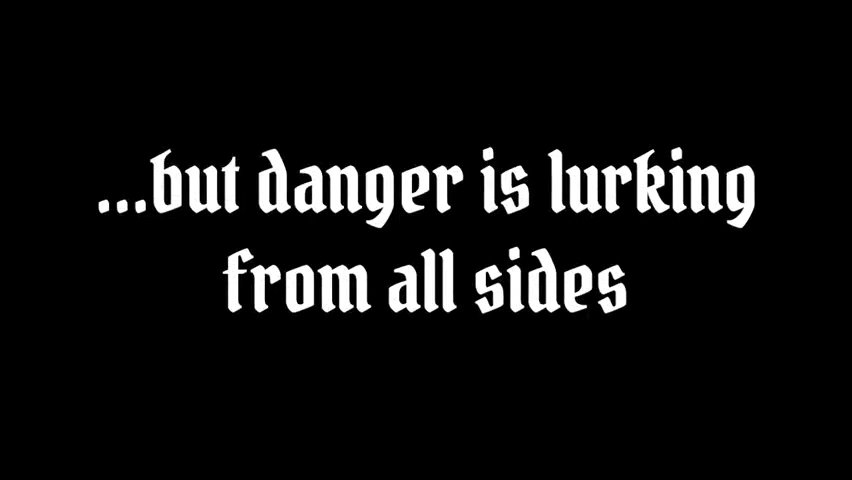 ...but danger is lurking
from all sides